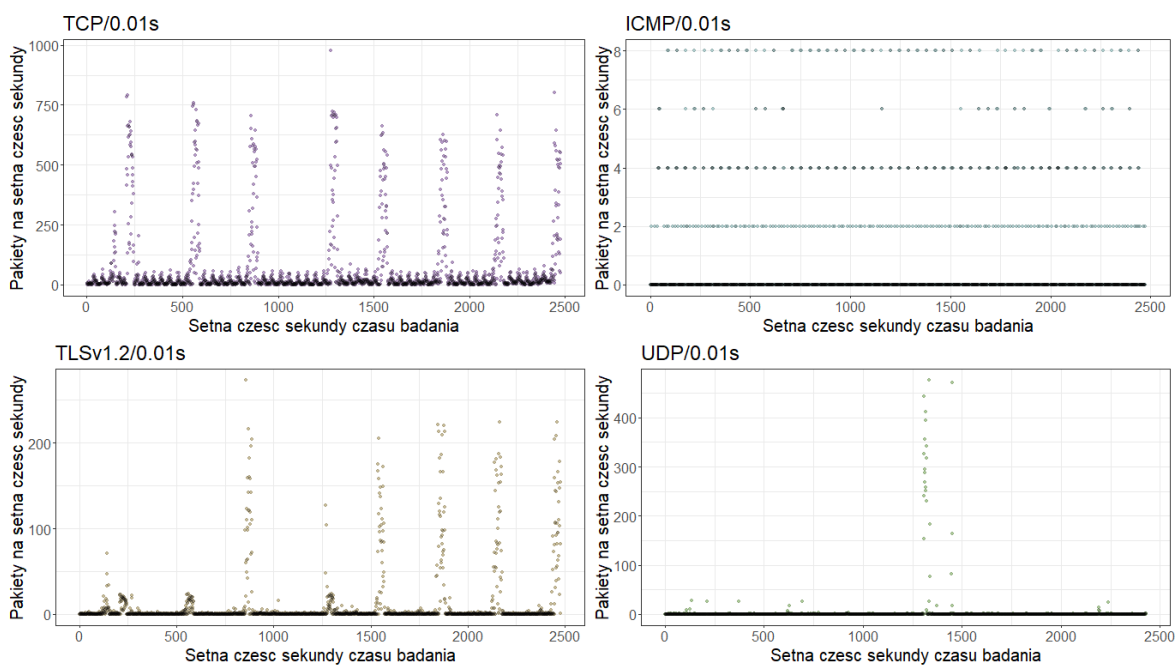 TCP/0.01s
Pakiety na setna czesc sekundy
1000
750
500
250
0
0 500 1000 1500 2000 2500
Setna czesc sekundy czasu badania
ICMP/0.01s
Pakiety na setna czesc sekundy
8
6
4
2
0
0 500 1000 1500 2000 2500
Setna czesc sekundy czasu badania
TLSv1.2/0.01s
Pakiety na setna czesc sekundy
200
100
0
0 500 1000 1500 2000 2500
Setna czesc sekundy czasu badania
UDP/0.01s
Pakiety na setna czesc sekundy
400
300
200
100
0
0 500 1000 1500 2000 2500
Setna czesc sekundy czasu badania